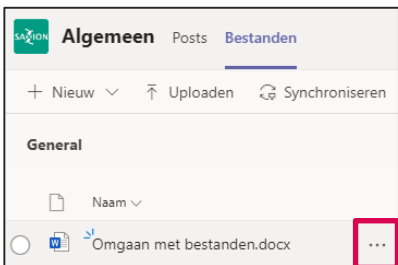 SAXION Algemeen Posts Bestanden
Nieuw Uploaden Synchroniseren
General
Naam
Omgaan met bestanden.docx ...